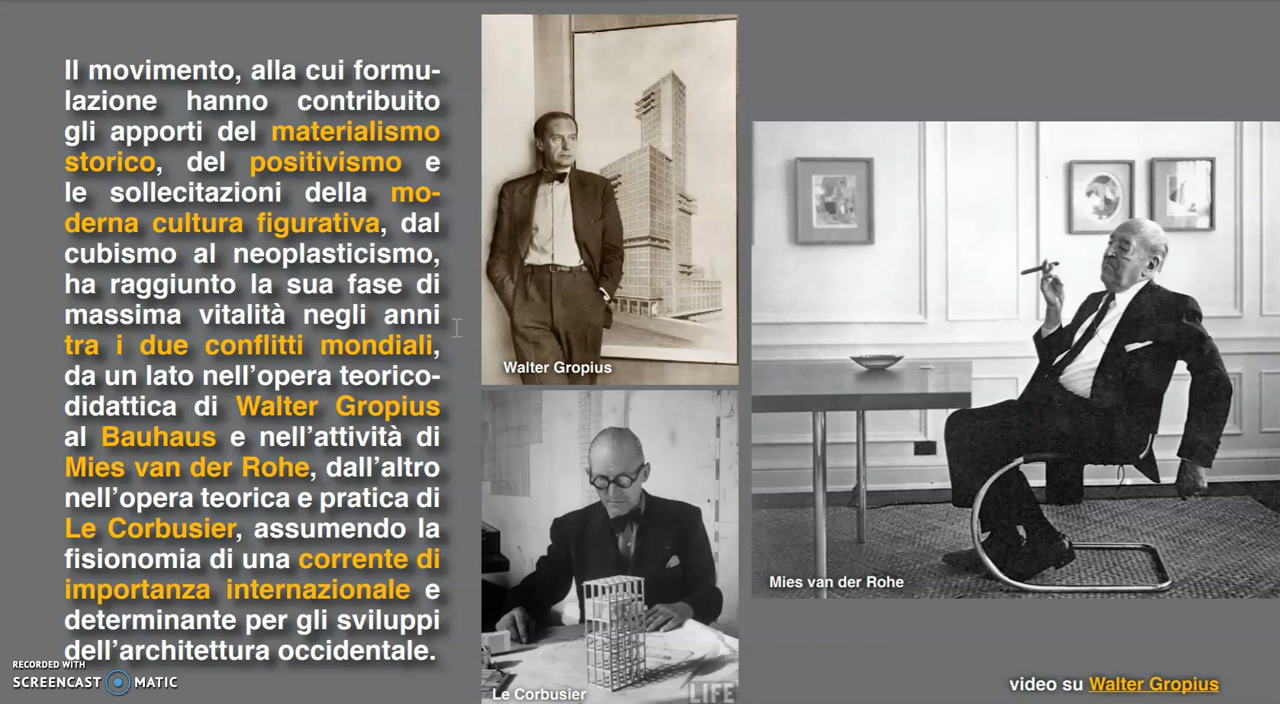 Il movimento, alla cui formu-
lazione hanno contribuito
gli apporti del materialismo
storico, del positivismo e
le sollecitazioni della mo-
derna cultura figurativa, dal
cubismo al neoplasticismo,
ha raggiunto la sua fase di
massima vitalità negli anni
tra i due conflitti mondiali,
da un lato nell’opera teorico-
didattica di Walter Gropius
al Bauhaus e nell’attività di
Mies van der Rohe, dall’altro
nell’opera teorica e pratica di
Le Corbusier, assumendo la
fisionomia di una corrente di
importanza internazionale e
determinante per gli sviluppi
dell’architettura occidentale.
Walter Gropius
Le Corbusier
LIFE
Mies van der Rohe
video su Walter Gropius
RECORDED WITH
SCREENCAST MATIC